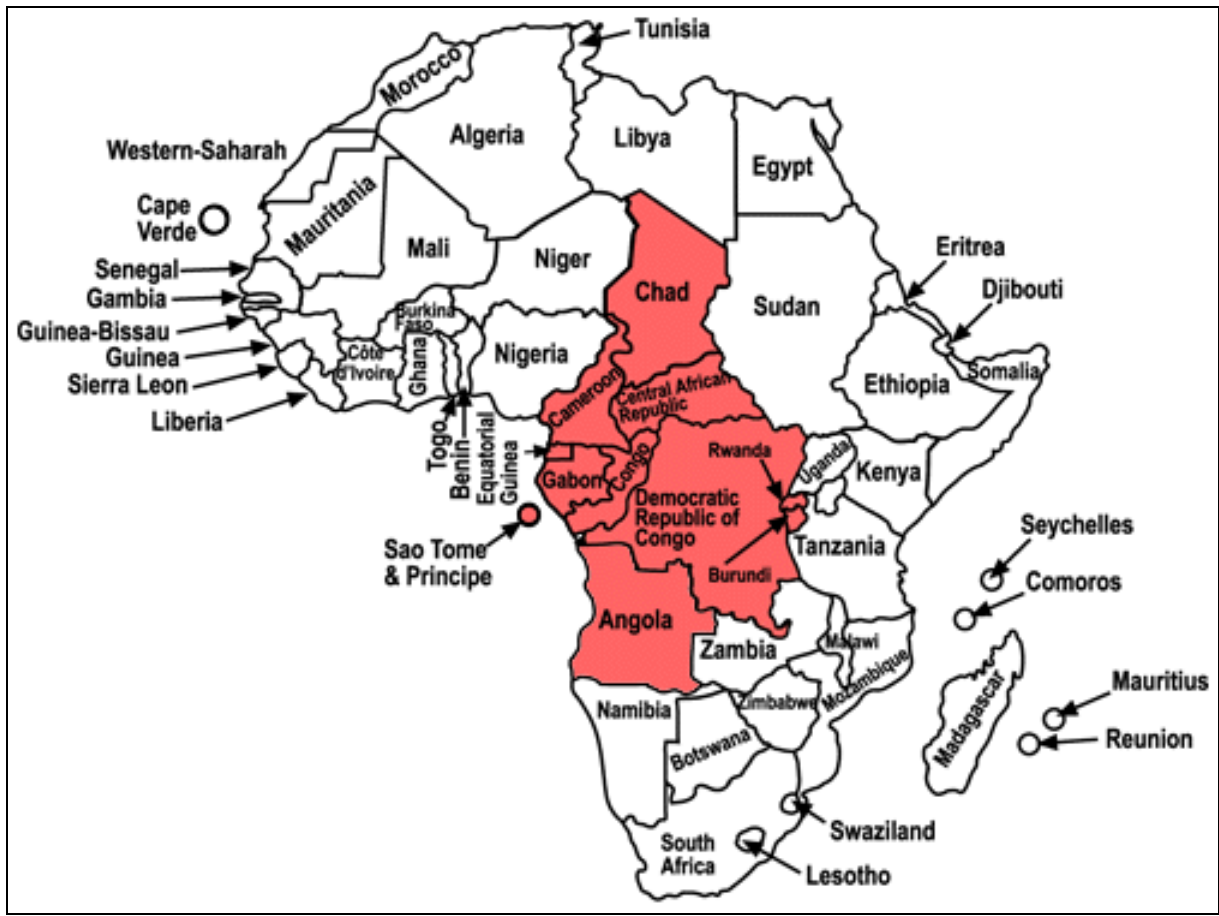 Tunisia
Morocco
Algeria
Libya
Egypt
Western-Saharah
Cape
Verde
Mauritania
Mali
Niger
Chad
Sudan
Eritrea
Djibouti
Senegal
Gambia
Guinea-Bissau
Guinea
Sierra Leon
Liberia
Burkina
Faso
Côte
d'Ivoire
Ghana
Togo
Benin
Nigeria
Cameroon
Central African
Republic
Ethiopia
Somalia
Equatorial
Guinea
Gabon
Congo
Democratic
Republic of
Congo
Rwanda
Burundi
Uganda
Kenya
Tanzania
Sao Tome
& Principe
Seychelles
Comoros
Angola
Zambia
Malawi
Mozambique
Madagascar
Mauritius
Reunion
Namibia
Zimbabwe
Botswana
Swaziland
South
Africa
Lesotho